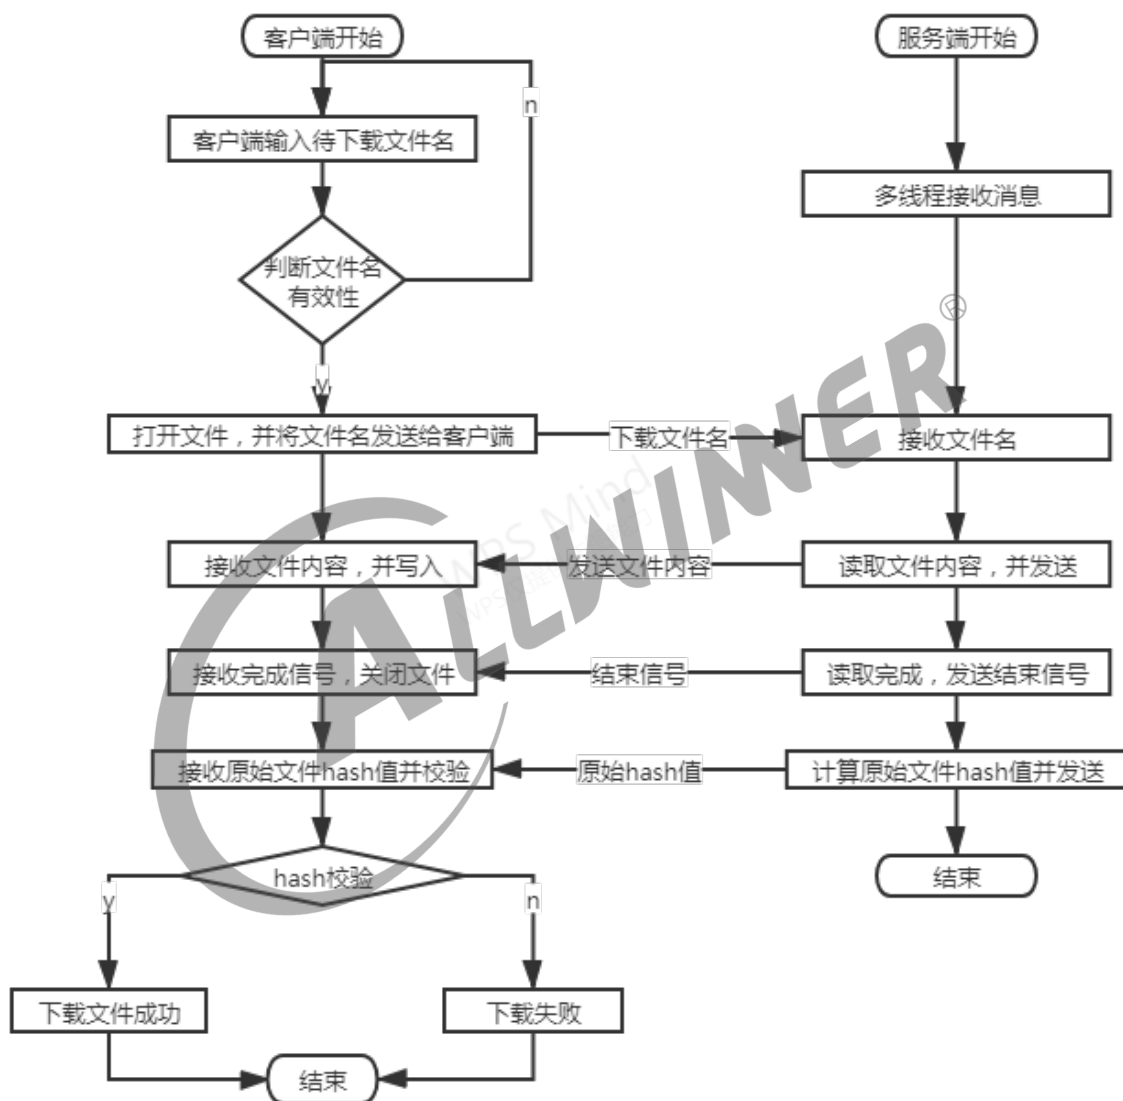 客户端开始
服务端开始
n
客户端输入待下载文件名
多线程接收消息
判断文件名
有效性
y
打开文件，并将文件名发送给客户端
下载文件名
接收文件名
接收文件内容，并写入
发送文件内容
读取文件内容，并发送
接收完成信号，关闭文件
结束信号
读取完成，发送结束信号
接收原始文件hash值并校验
原始hash值
计算原始文件hash值并发送
hash校验
y
n
结束
下载文件成功
下载失败
结束
ALLWINNER®
WPS Mind